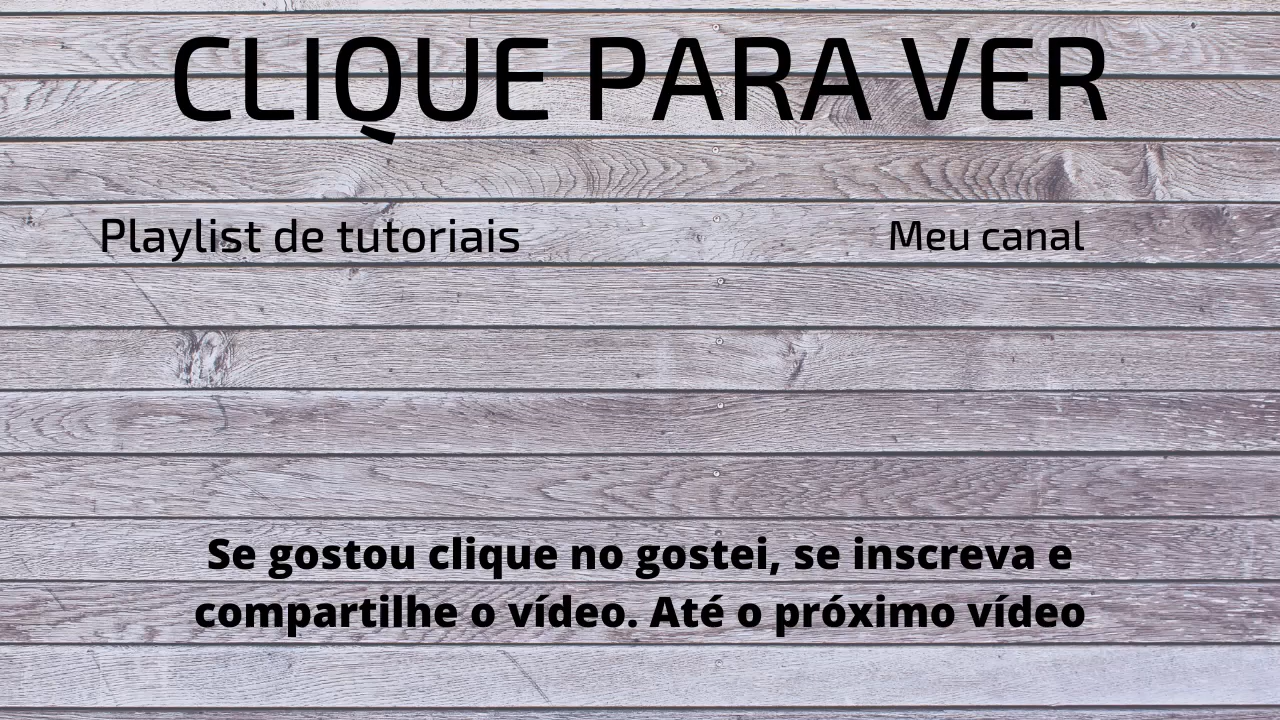 CLIQUE PARA VER
Playlist de tutoriais
Meu canal
Se gostou clique no gostei, se inscreva e
compartilhe o vídeo. Até o próximo vídeo